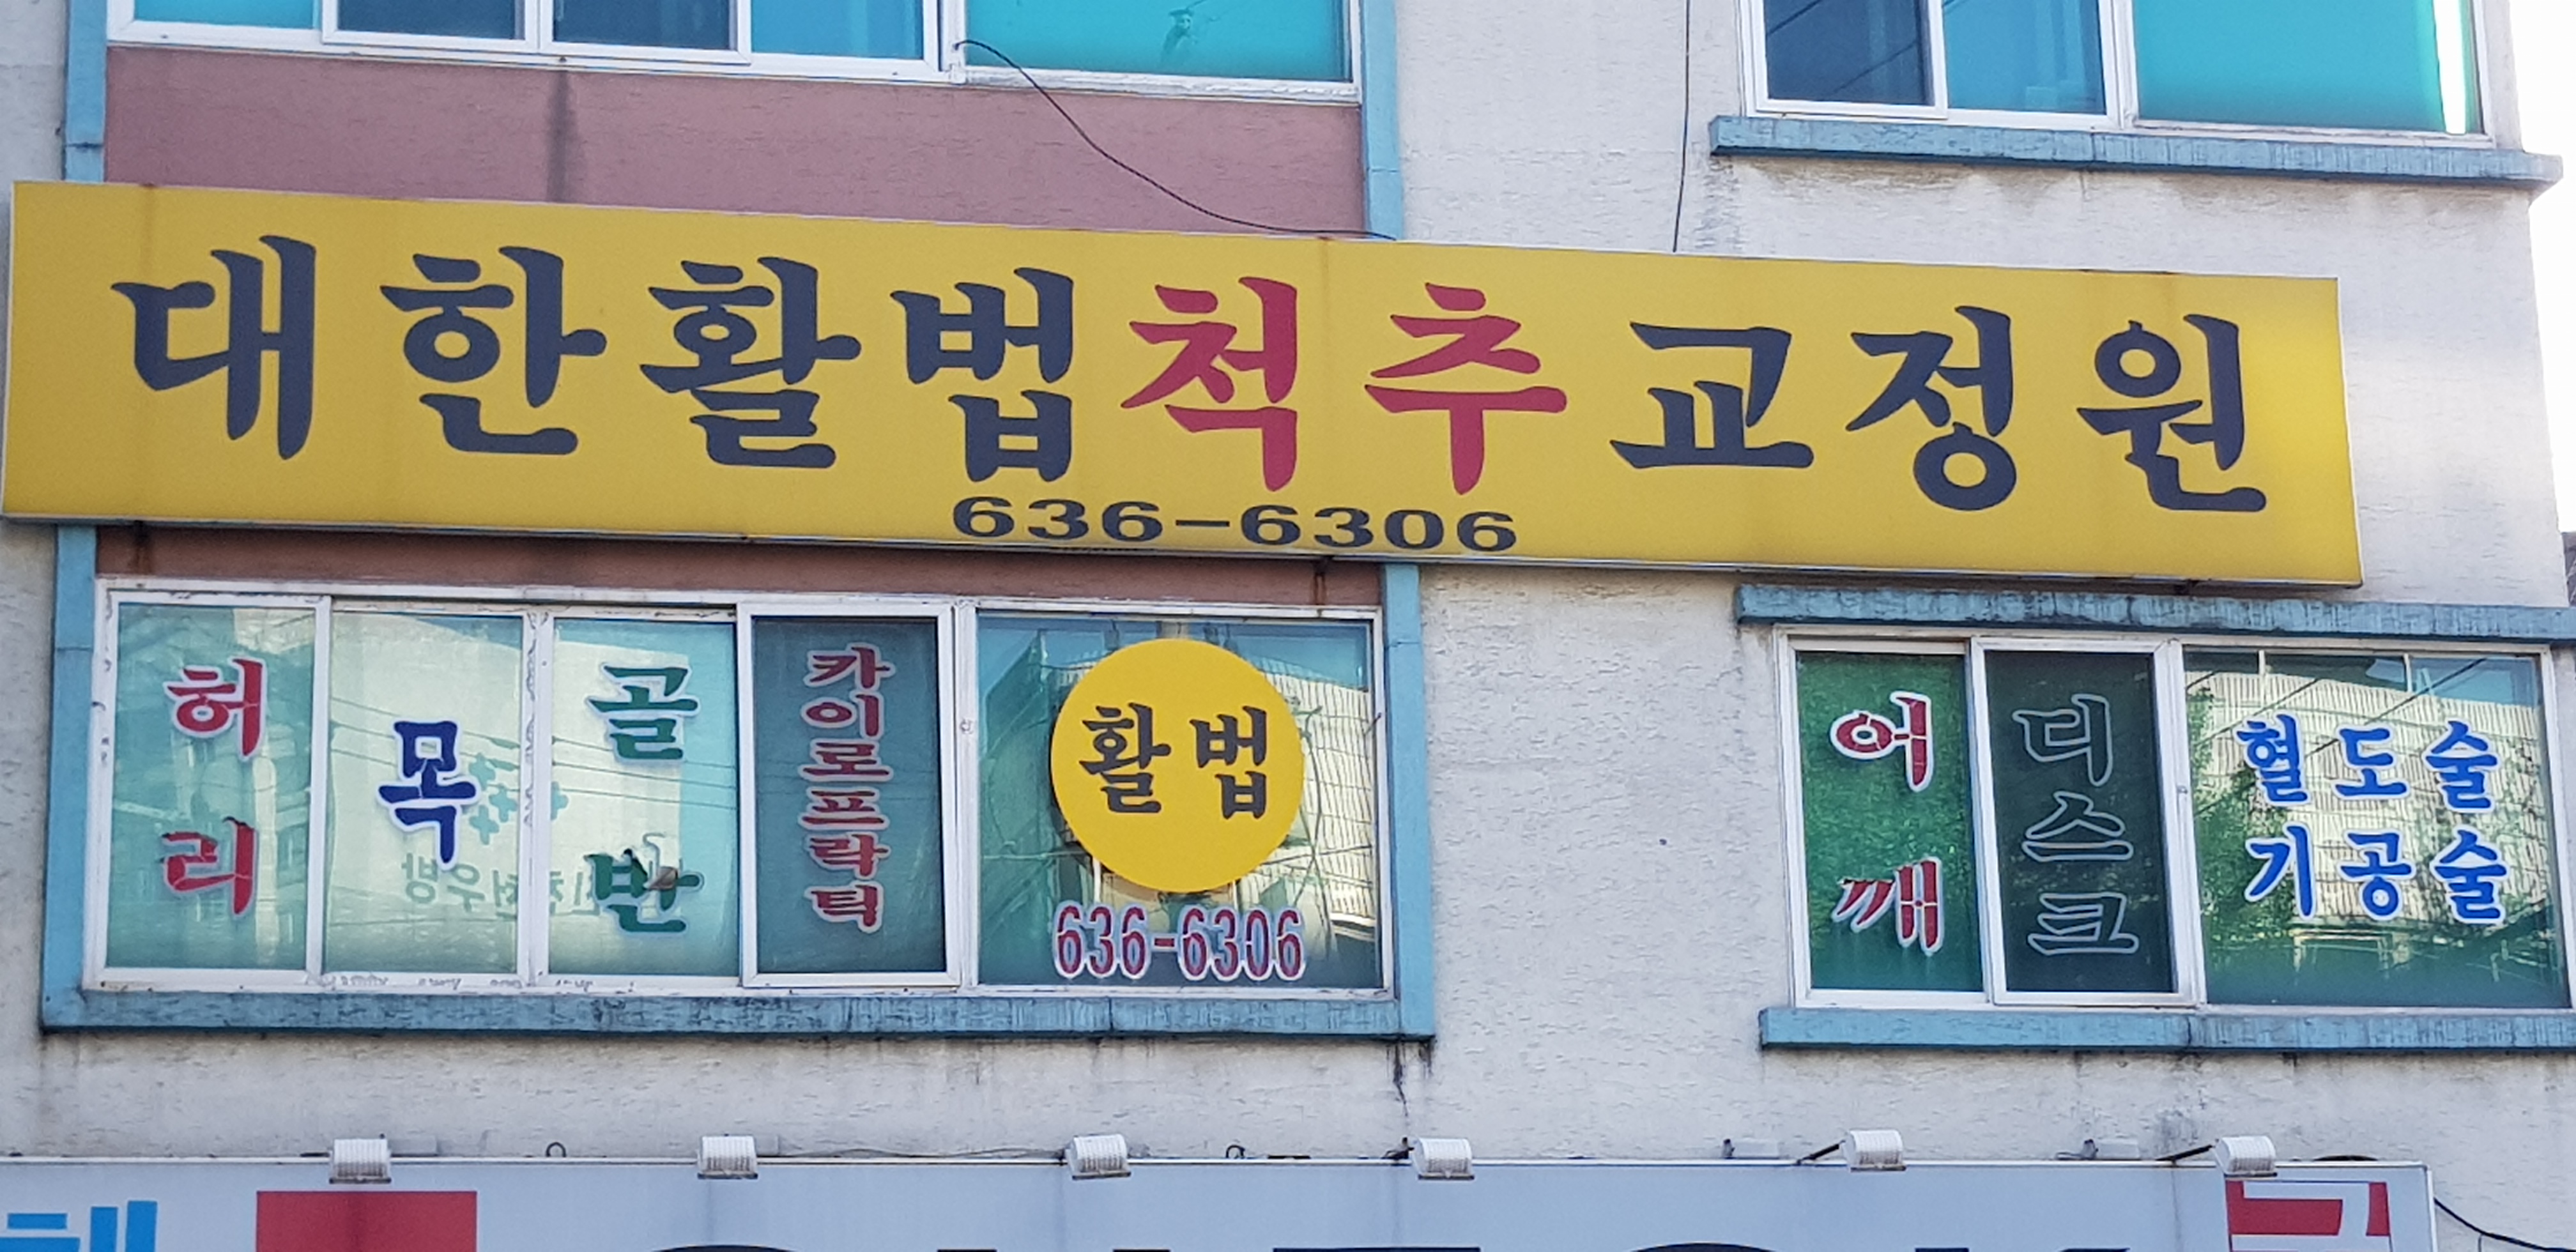 대한활법척추교정원
636-6306
허리
목
골반
카이로프락틱
활법
636-6306
어깨
디스크
혈도술
기공술